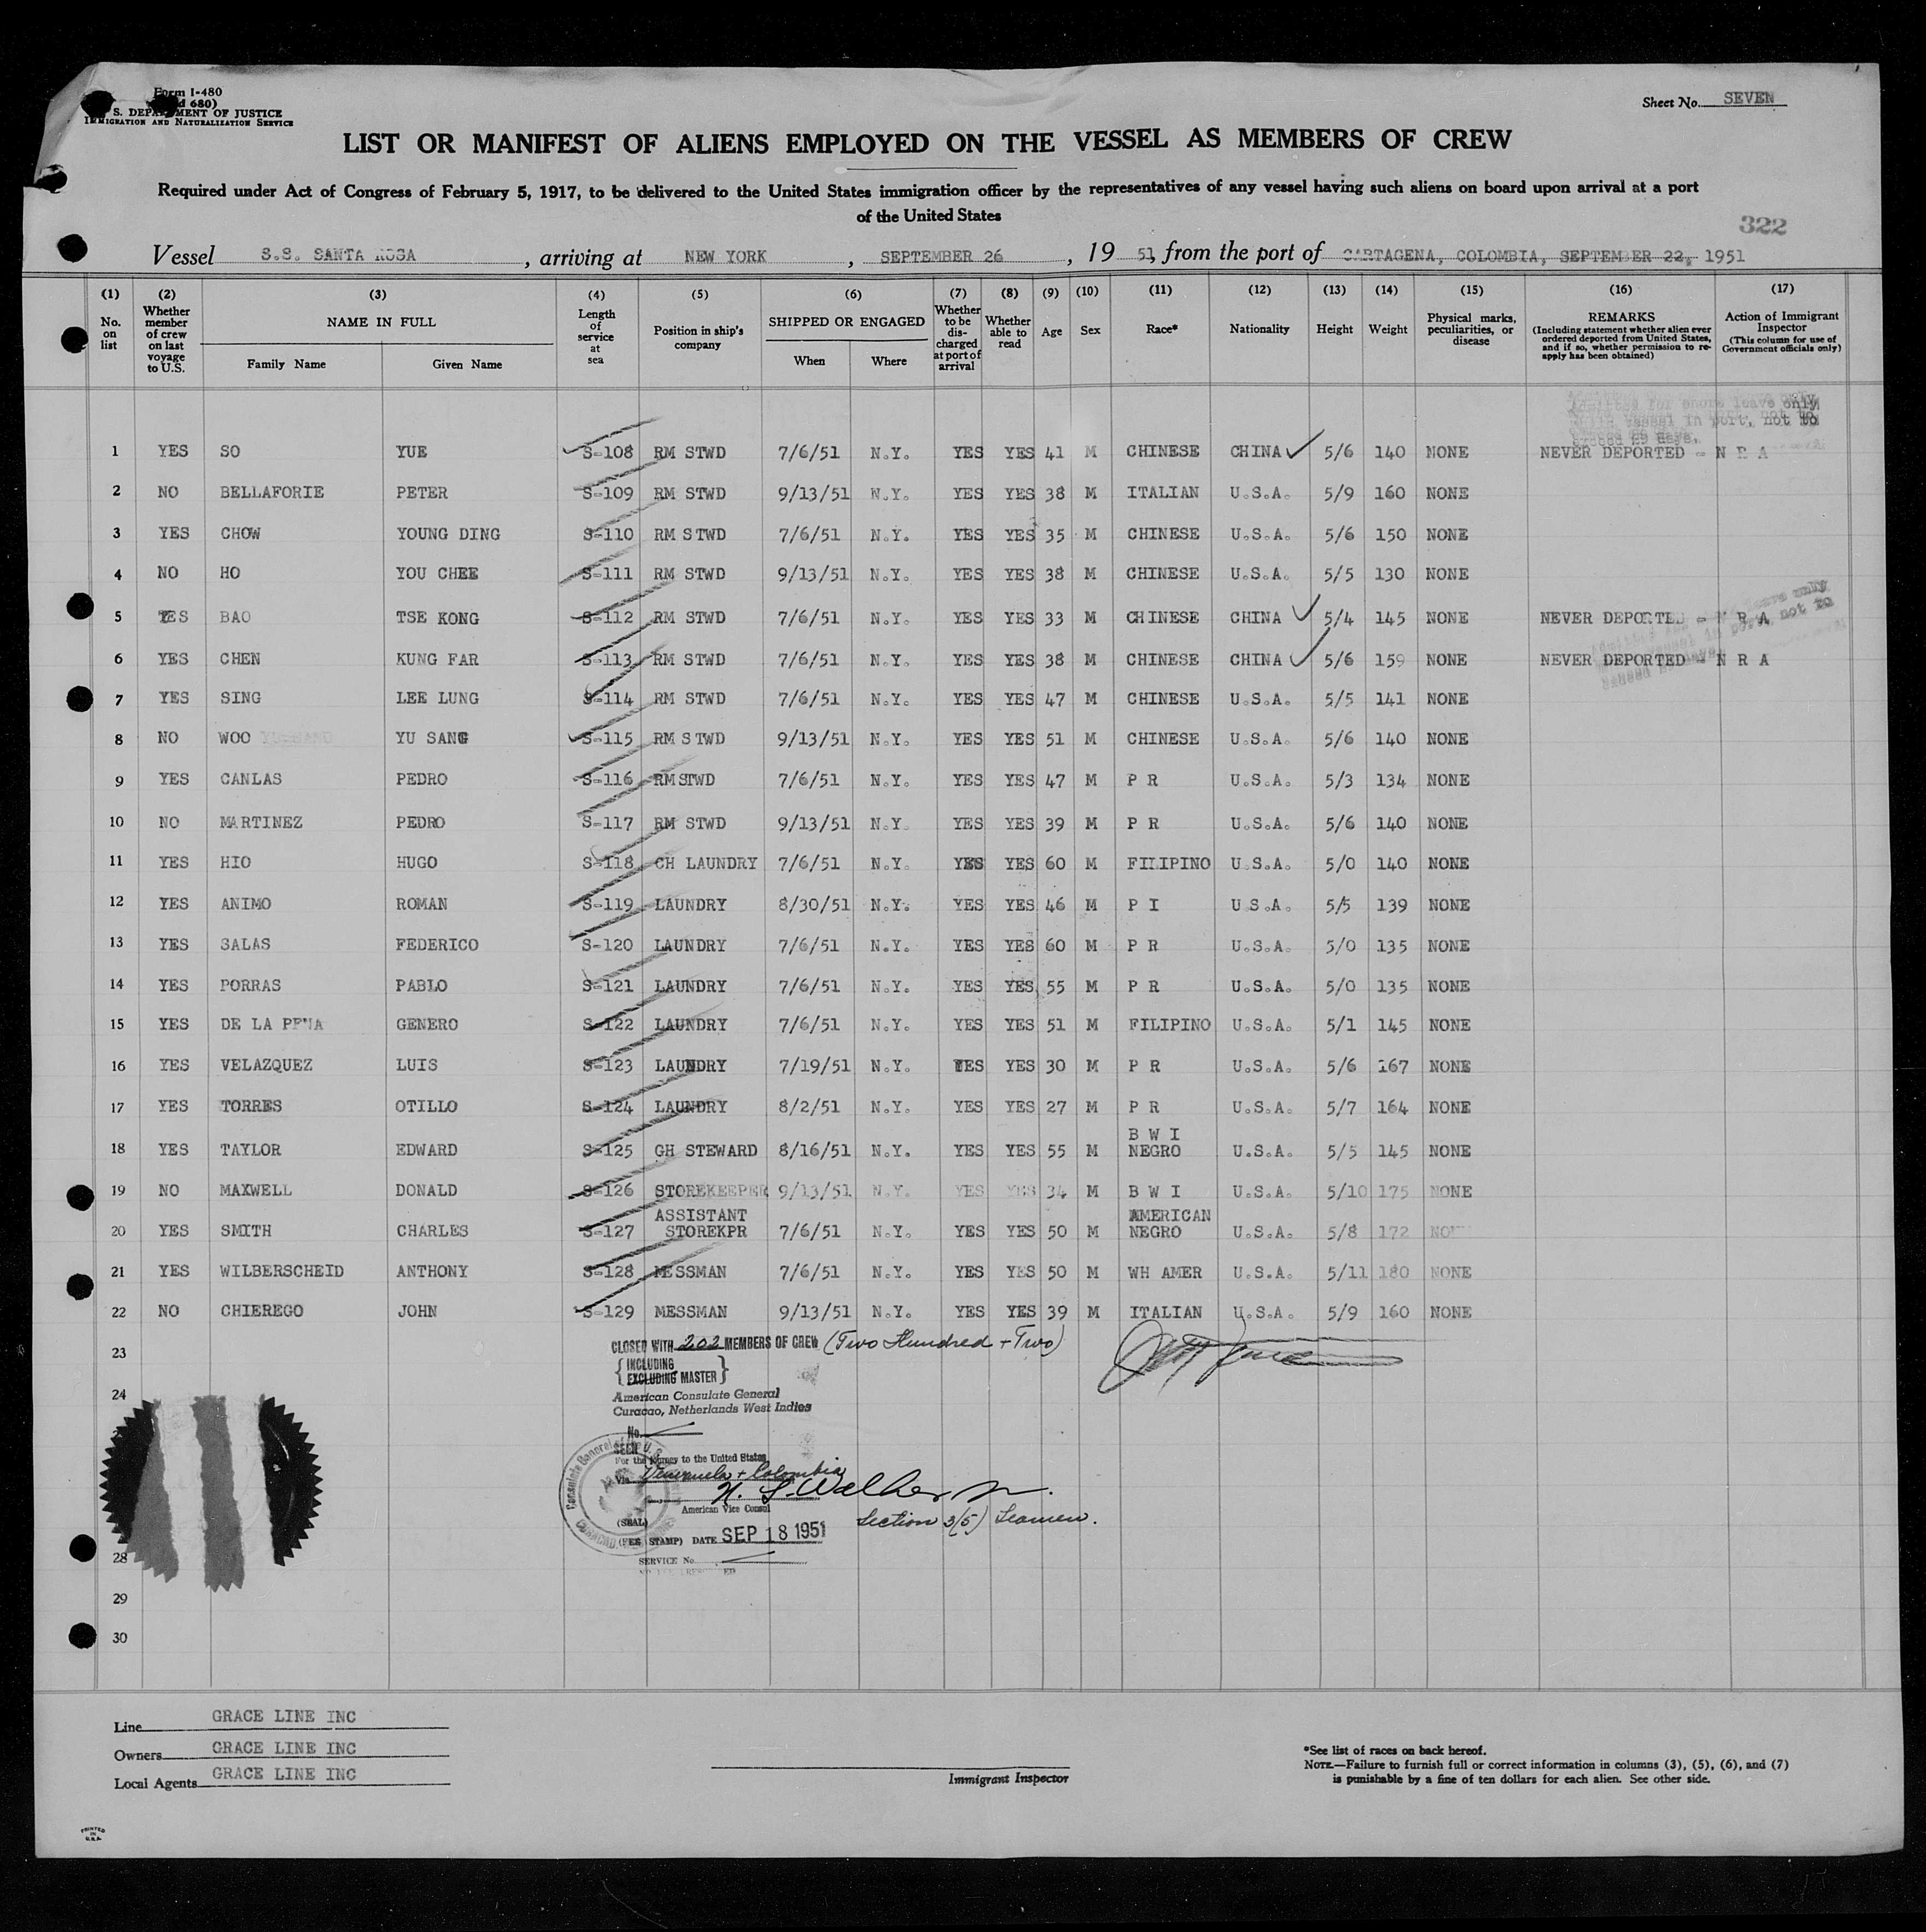 Form I-480
U. S. DEPARTMENT OF JUSTICE
IMMIGRATION AND NATURALIZATION SERVICE
Sheet No. SEVEN
LIST OR MANIFEST OF ALIENS EMPLOYED ON THE VESSEL AS MEMBERS OF CREW
Required under Act of Congress of February 5, 1917, to be delivered to the United States immigration officer by the representatives of any vessel having such aliens on board upon arrival at a port
of the United States
322
Vessel S.S. SANTA ROSA, arriving at NEW YORK, SEPTEMBER 26, 19 51, from the port of CARTAGENA, COLOMBIA, SEPTEMBER 22, 1951
(1) (2) (3) (4) (5) (6) (7) (8) (9) (10) (11) (12) (13) (14) (15) (16) (17)
No. on list
Whether member of crew on last voyage to U.S.
NAME IN FULL
Family Name Given Name
Length of service at sea
Position in ship's company
SHIPPED OR ENGAGED
When Where
Whether to be discharged at port of arrival
Whether able to read
Age
Sex
Race*
Nationality
Height
Weight
Physical marks, peculiarities, or disease
REMARKS
(Including statement whether alien ever ordered deported from United States, and if so, whether permission to reapply has been obtained)
Action of Immigrant Inspector
(This column for use of Government officials only)
1 YES SO YUE S-108 RM STWD 7/6/51 N.Y. YES YES 41 M CHINESE CHINA ✓ 5/6 140 NONE NEVER DEPORTED - N R A
2 NO BELLAFORIE PETER S-109 RM STWD 9/13/51 N.Y. YES YES 38 M ITALIAN U.S.A. 5/9 160 NONE
3 YES CHOW YOUNG DING S-110 RM STWD 7/6/51 N.Y. YES YES 35 M CHINESE U.S.A. 5/6 150 NONE
4 NO HO YOU CHEE S-111 RM STWD 9/13/51 N.Y. YES YES 38 M CHINESE U.S.A. 5/5 130 NONE
5 YES BAO TSE KONG S-112 RM STWD 7/6/51 N.Y. YES YES 33 M CHINESE CHINA ✓ 5/4 145 NONE NEVER DEPORTED - N R A
6 YES CHEN KUNG FAR S-113 RM STWD 7/6/51 N.Y. YES YES 38 M CHINESE CHINA ✓ 5/6 159 NONE NEVER DEPORTED - N R A
7 YES SING LEE LUNG S-114 RM STWD 7/6/51 N.Y. YES YES 47 M CHINESE U.S.A. 5/5 141 NONE
8 NO WOO YU SANG S-115 RM STWD 9/13/51 N.Y. YES YES 51 M CHINESE U.S.A. 5/6 140 NONE
9 YES CANLAS PEDRO S-116 RM STWD 7/6/51 N.Y. YES YES 47 M P R U.S.A. 5/3 134 NONE
10 NO MARTINEZ PEDRO S-117 RM STWD 9/13/51 N.Y. YES YES 39 M P R U.S.A. 5/6 140 NONE
11 YES HIO HUGO S-118 CH LAUNDRY 7/6/51 N.Y. YES YES 60 M FILIPINO U.S.A. 5/0 140 NONE
12 YES ANIMO ROMAN S-119 LAUNDRY 8/30/51 N.Y. YES YES 46 M P I U.S.A. 5/5 139 NONE
13 YES SALAS FEDERICO S-120 LAUNDRY 7/6/51 N.Y. YES YES 60 M P R U.S.A. 5/0 135 NONE
14 YES PORRAS PABLO S-121 LAUNDRY 7/6/51 N.Y. YES YES 55 M P R U.S.A. 5/0 135 NONE
15 YES DE LA PENA GENERO S-122 LAUNDRY 7/6/51 N.Y. YES YES 51 M FILIPINO U.S.A. 5/1 145 NONE
16 YES VELAZQUEZ LUIS S-123 LAUNDRY 7/19/51 N.Y. YES YES 30 M P R U.S.A. 5/6 167 NONE
17 YES TORRES OTILLO S-124 LAUNDRY 8/2/51 N.Y. YES YES 27 M P R U.S.A. 5/7 164 NONE
18 YES TAYLOR EDWARD S-125 GH STEWARD 8/16/51 N.Y. YES YES 55 M B W I NEGRO U.S.A. 5/5 145 NONE
19 NO MAXWELL DONALD S-126 STOREKEEPER 9/13/51 N.Y. YES YES 34 M B W I U.S.A. 5/10 175 NONE
20 YES SMITH CHARLES S-127 ASSISTANT STOREKPR 7/6/51 N.Y. YES YES 50 M AMERICAN NEGRO U.S.A. 5/8 172 NONE
21 YES WILBERSCHEID ANTHONY S-128 MESSMAN 7/6/51 N.Y. YES YES 50 M WH AMER U.S.A. 5/11 180 NONE
22 NO CHIEREGO JOHN S-129 MESSMAN 9/13/51 N.Y. YES YES 39 M ITALIAN U.S.A. 5/9 160 NONE
23
24
28
29
30
CLOSED WITH 202 MEMBERS OF CREW (Two Hundred + Two)
{ INCLUDING
EXCLUDING } MASTER
American Consulate General
Curacao, Netherlands West Indies
No.
SEEN
For the journey to the United States
Via Venezuela + Colombia
American Vice Consul
(SEAL)
Section 3(5) Seamen.
(FEE STAMP) DATE SEP 18 1951
SERVICE No.
Line GRACE LINE INC
Owners GRACE LINE INC
Local Agents GRACE LINE INC
Immigrant Inspector
*See list of races on back hereof.
NOTE.—Failure to furnish full or correct information in columns (3), (5), (6), and (7)
is punishable by a fine of ten dollars for each alien. See other side.
PRINTED
IN
U.S.A.